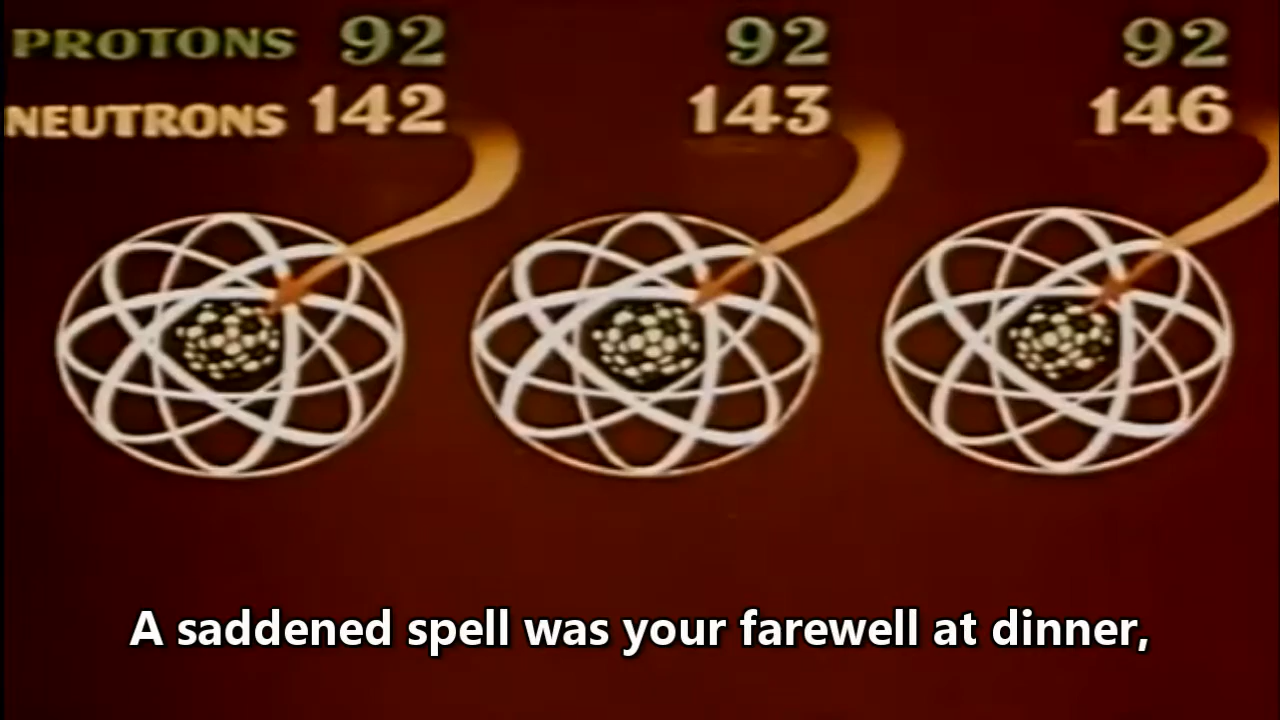 PROTONS 92 92 92
NEUTRONS 142 143 146
A saddened spell was your farewell at dinner,